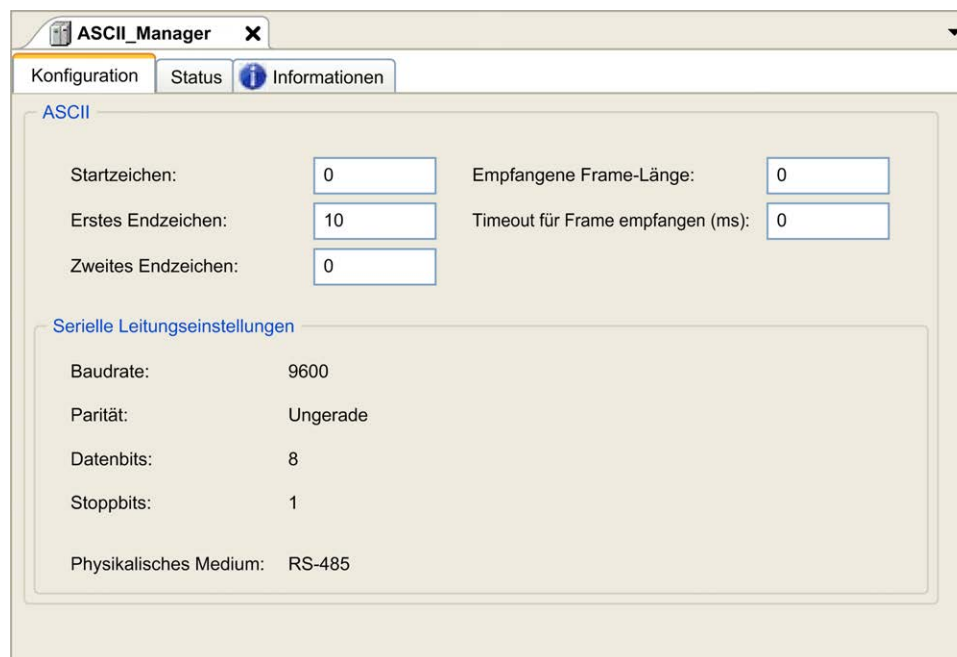 ASCII_Manager
Konfiguration Status Informationen
ASCII
Startzeichen: 0 Empfangene Frame-Länge: 0
Erstes Endzeichen: 10 Timeout für Frame empfangen (ms): 0
Zweites Endzeichen: 0
Serielle Leitungseinstellungen
Baudrate: 9600
Parität: Ungerade
Datenbits: 8
Stoppbits: 1
Physikalisches Medium: RS-485